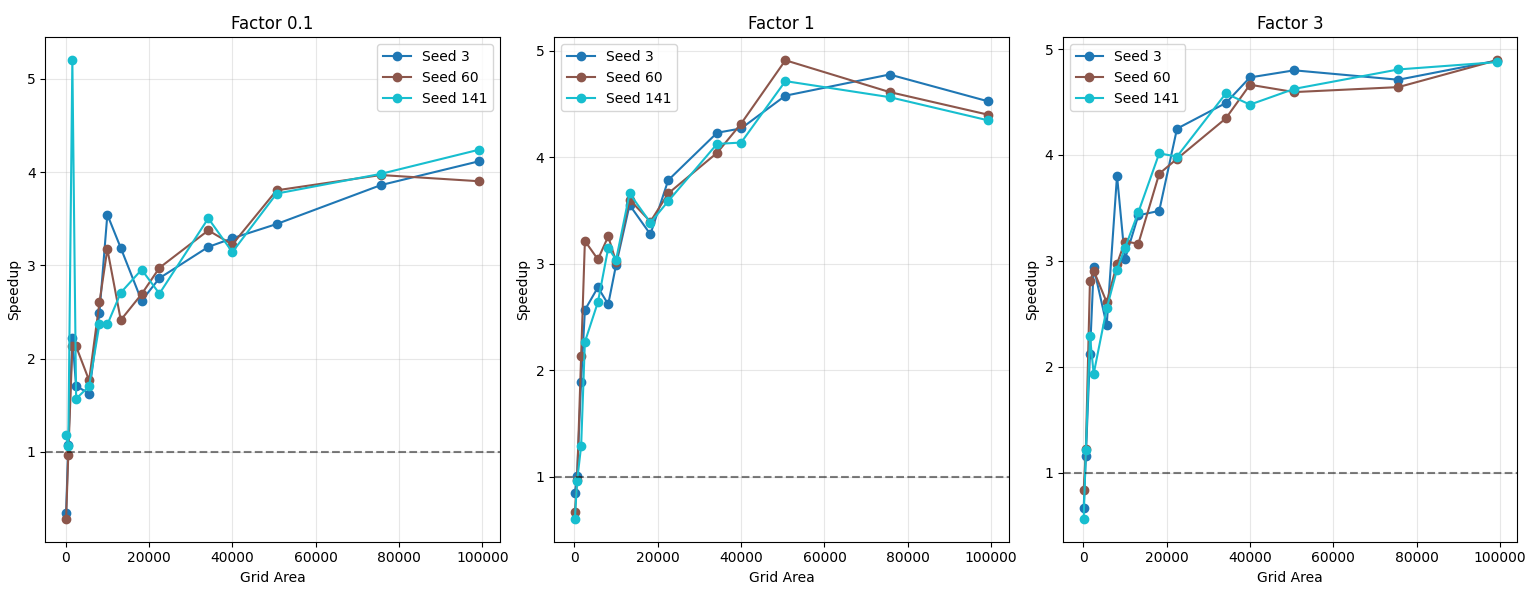 Factor 0.1
Seed 3
Seed 60
Seed 141
5
4
3
2
1
Speedup
0
20000
40000
60000
80000
100000
Grid Area
Factor 1
Seed 3
Seed 60
Seed 141
5
4
3
2
1
Speedup
0
20000
40000
60000
80000
100000
Grid Area
Factor 3
Seed 3
Seed 60
Seed 141
5
4
3
2
1
Speedup
0
20000
40000
60000
80000
100000
Grid Area